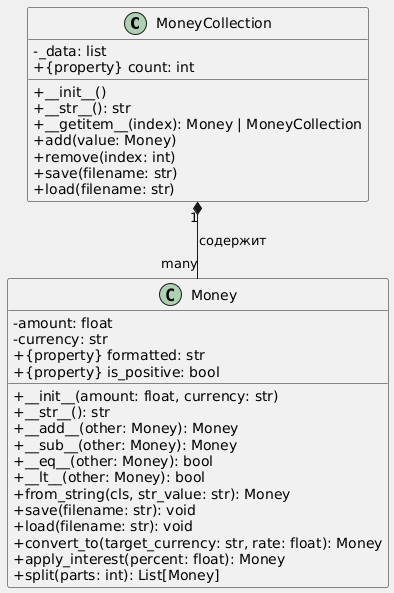 C MoneyCollection
-_data: list
+{property} count: int
+__init__()
+__str__(): str
+__getitem__(index): Money | MoneyCollection
+add(value: Money)
+remove(index: int)
+save(filename: str)
+load(filename: str)
1
содержит
many
C Money
-amount: float
-currency: str
+{property} formatted: str
+{property} is_positive: bool
+__init__(amount: float, currency: str)
+__str__(): str
+__add__(other: Money): Money
+__sub__(other: Money): Money
+__eq__(other: Money): bool
+__lt__(other: Money): bool
+from_string(cls, str_value: str): Money
+save(filename: str): void
+load(filename: str): void
+convert_to(target_currency: str, rate: float): Money
+apply_interest(percent: float): Money
+split(parts: int): List[Money]